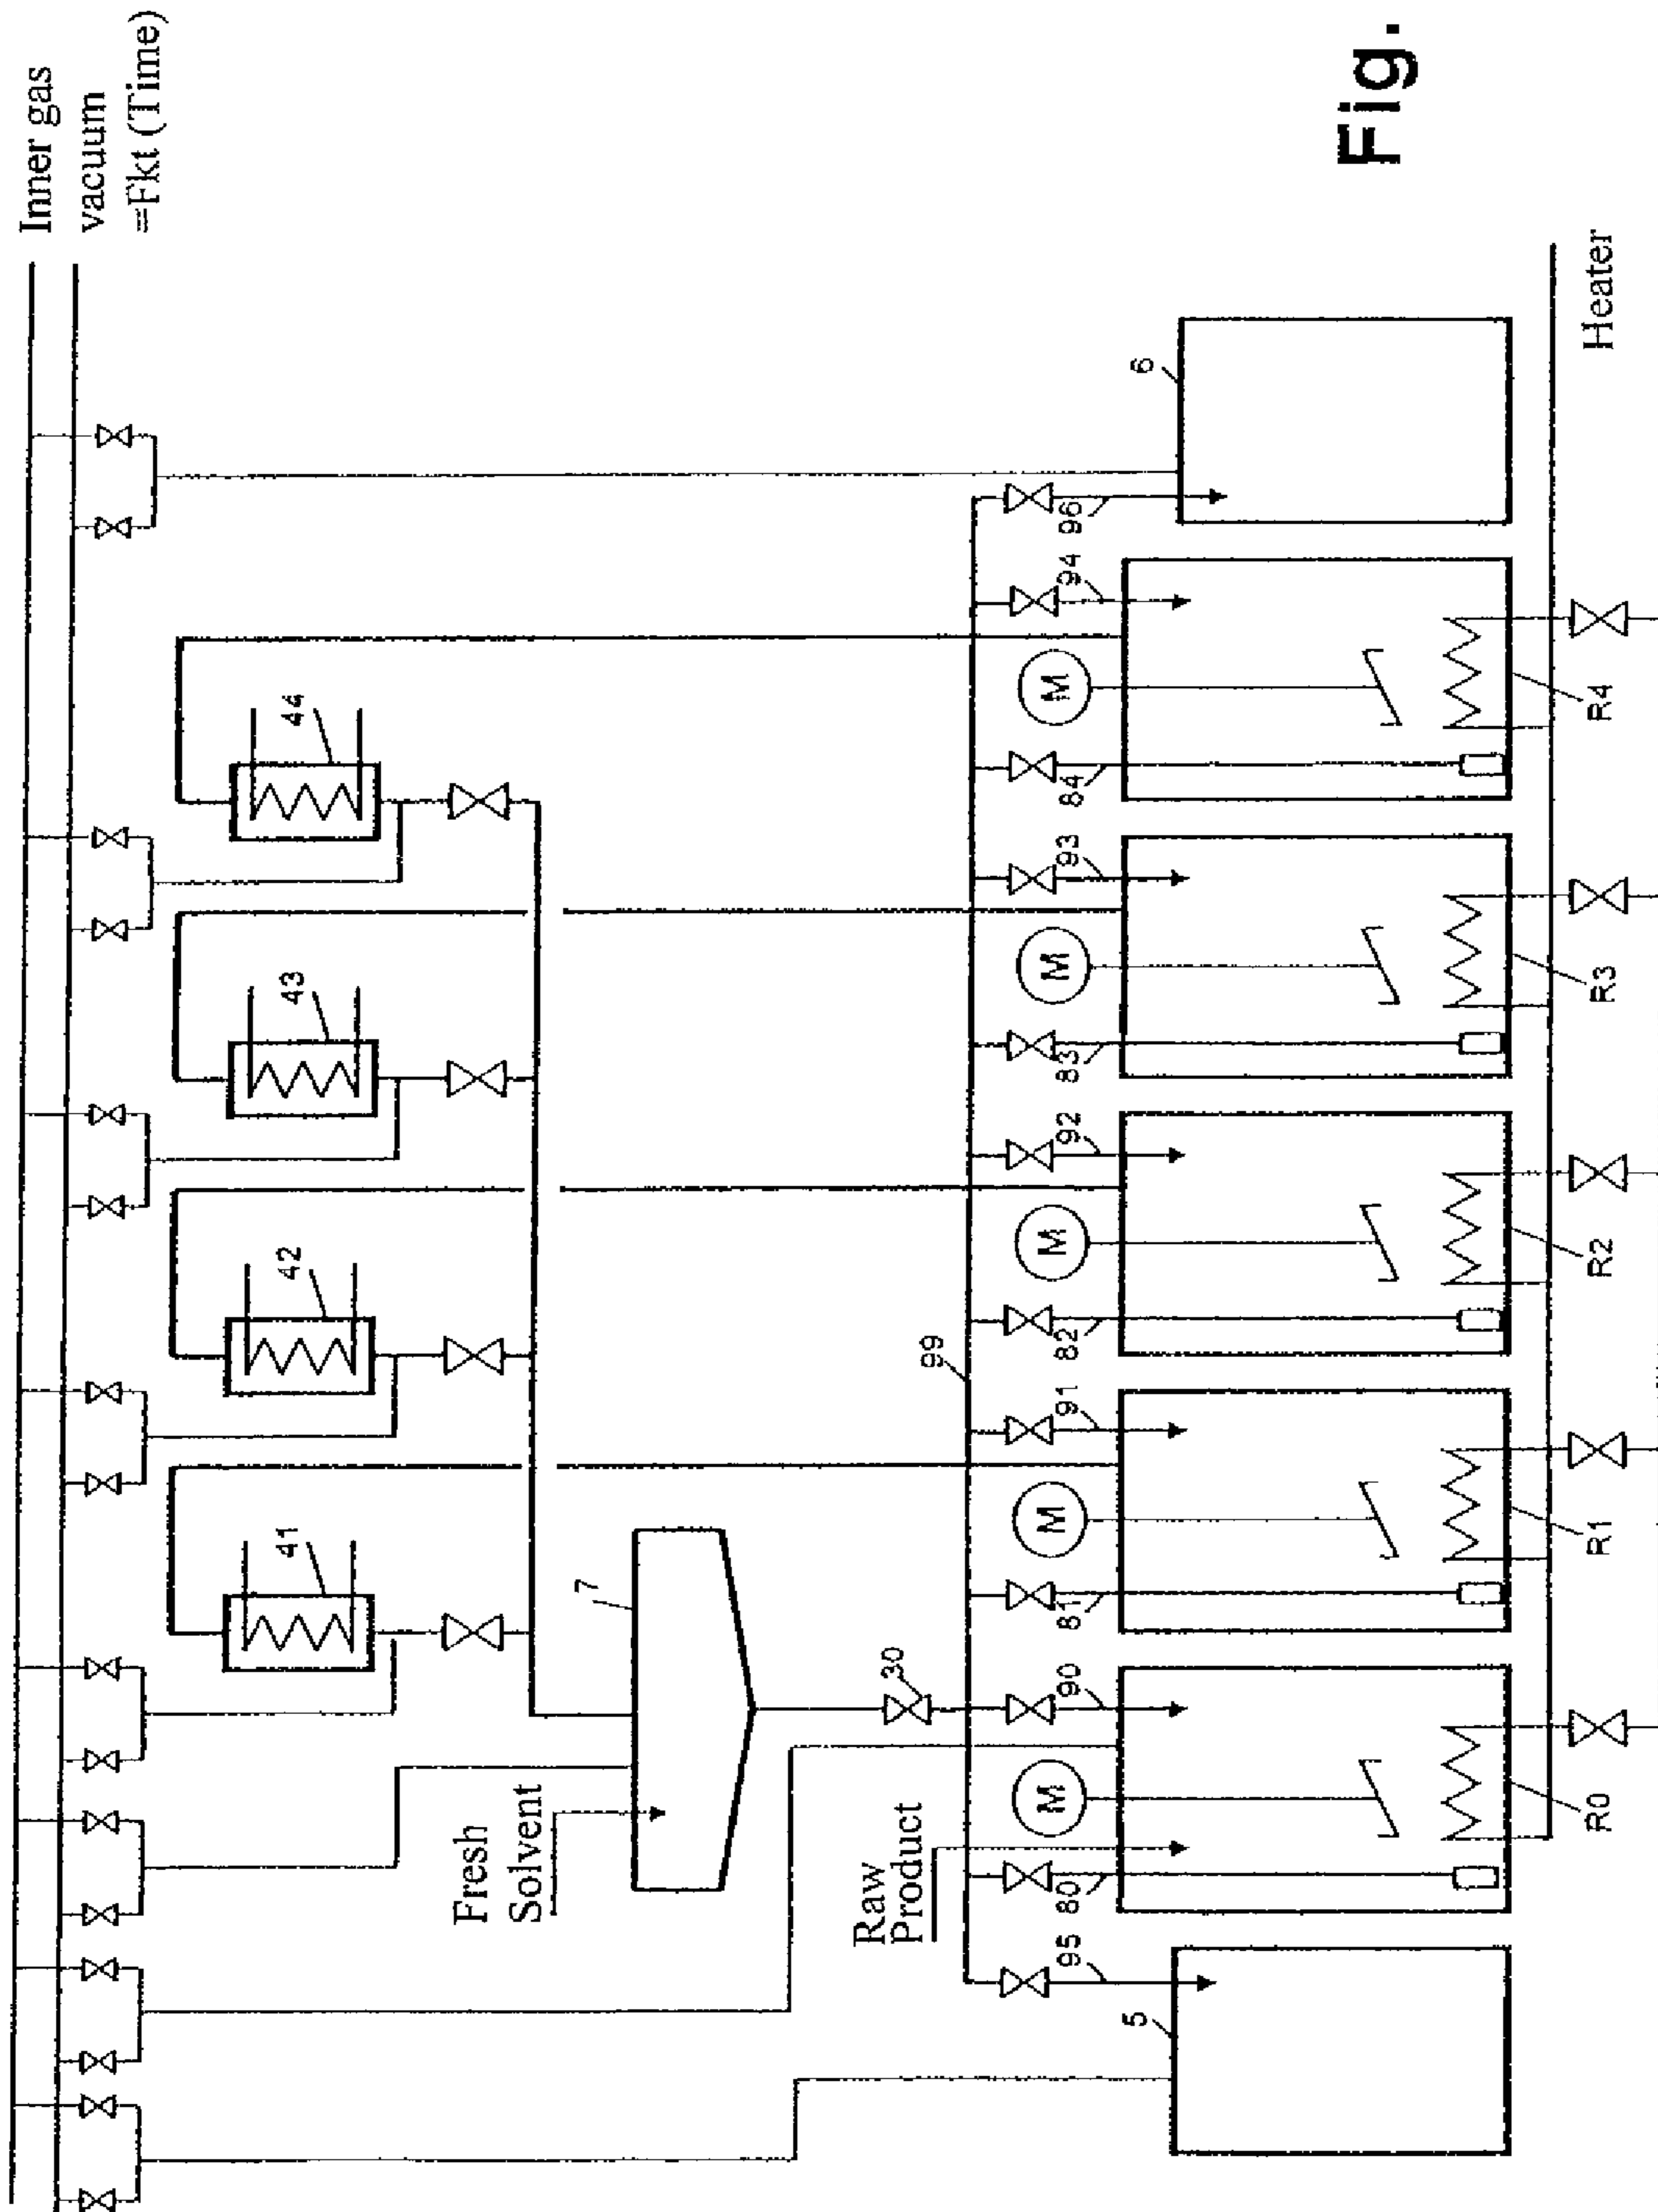 Inner gas
vacuum
=Fkt (Time)
44
43
42
41
7
Fresh
Solvent
30
99
Raw
Product
95
80
90
81
91
82
92
83
93
84
94
96
M
M
M
M
M
5
6
R0
R1
R2
R3
R4
Heater
Fig.